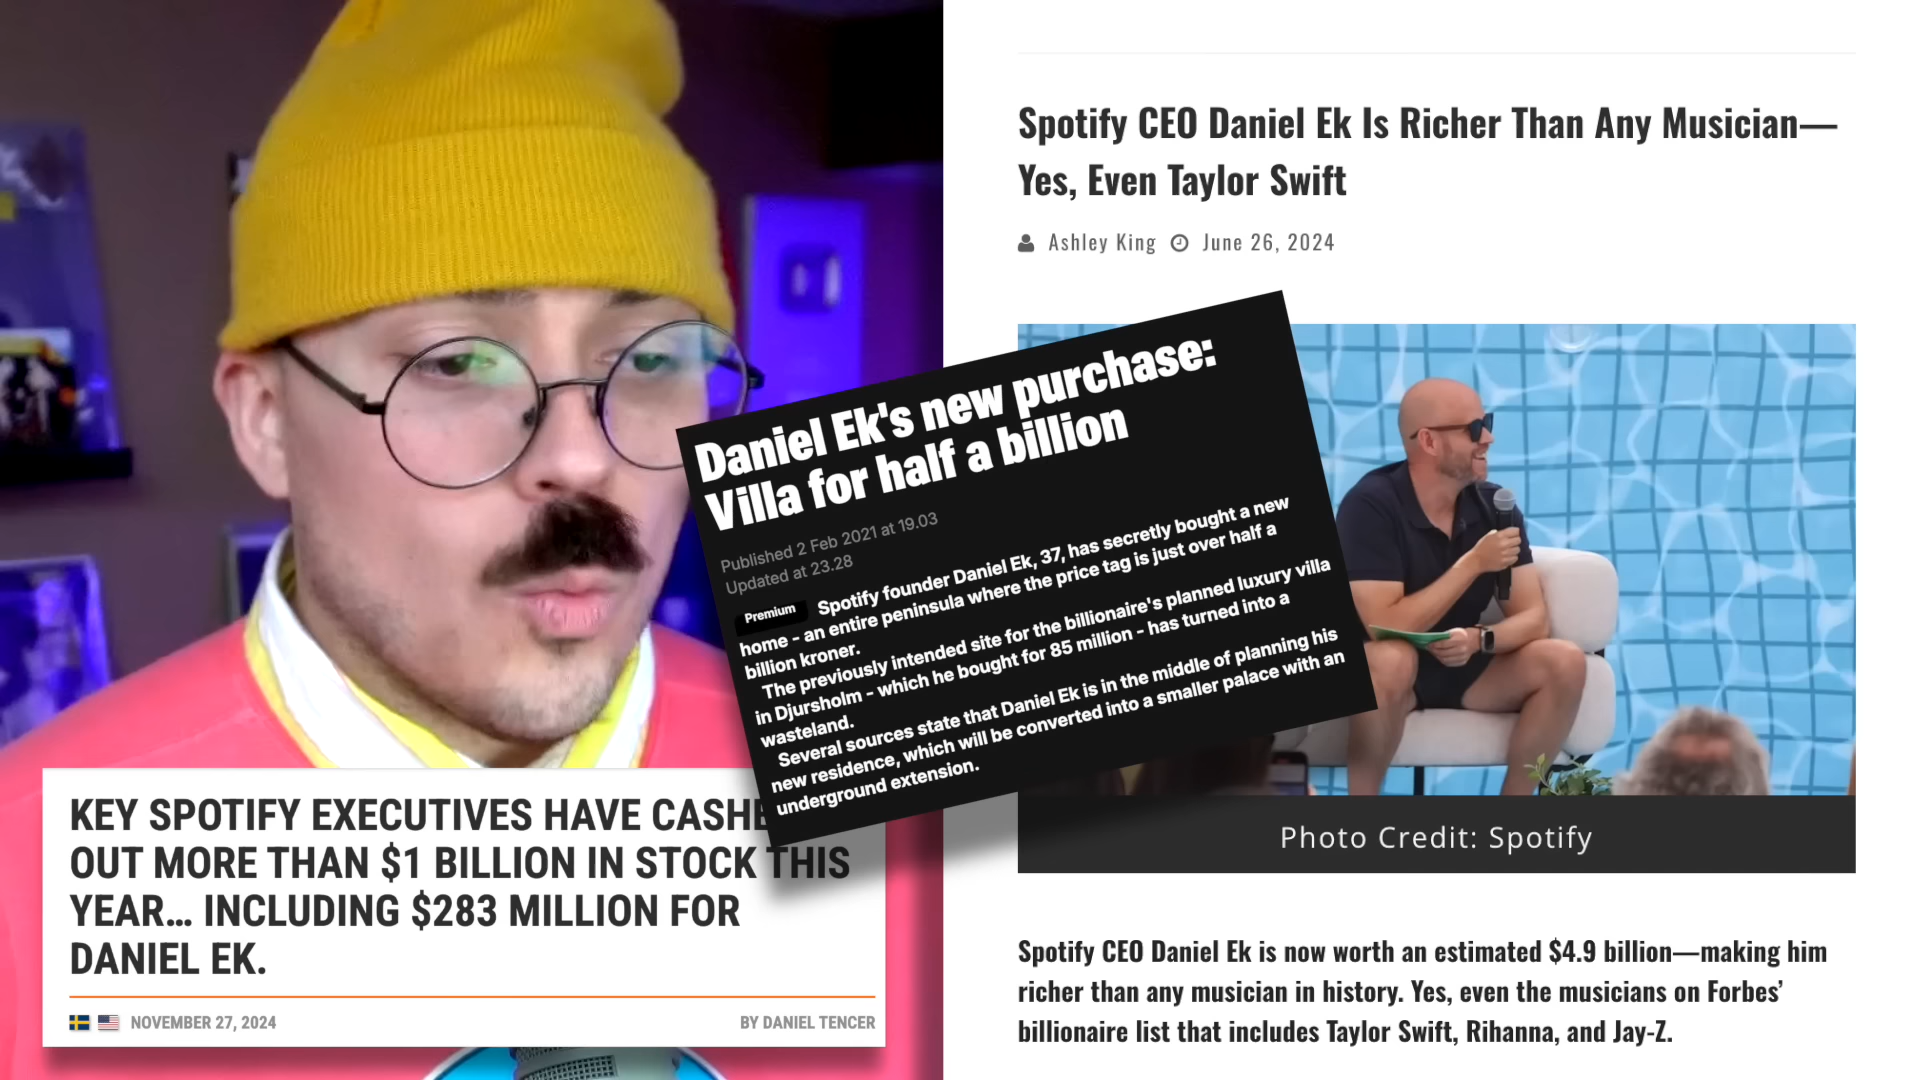 Spotify CEO Daniel Ek Is Richer Than Any Musician—
Yes, Even Taylor Swift
Ashley King June 26, 2024
Daniel Ek's new purchase:
Villa for half a billion
Published 2 Feb 2021 at 19.03
Updated at 23.28
Premium Spotify founder Daniel Ek, 37, has secretly bought a new
home - an entire peninsula where the price tag is just over half a
billion kroner.
The previously intended site for the billionaire's planned luxury villa
in Djursholm - which he bought for 85 million - has turned into a
wasteland.
Several sources state that Daniel Ek is in the middle of planning his
new residence, which will be converted into a smaller palace with an
underground extension.
Photo Credit: Spotify
Spotify CEO Daniel Ek is now worth an estimated $4.9 billion—making him
richer than any musician in history. Yes, even the musicians on Forbes’
billionaire list that includes Taylor Swift, Rihanna, and Jay-Z.
KEY SPOTIFY EXECUTIVES HAVE CASHE
OUT MORE THAN $1 BILLION IN STOCK THIS
YEAR… INCLUDING $283 MILLION FOR
DANIEL EK.
NOVEMBER 27, 2024 BY DANIEL TENCER